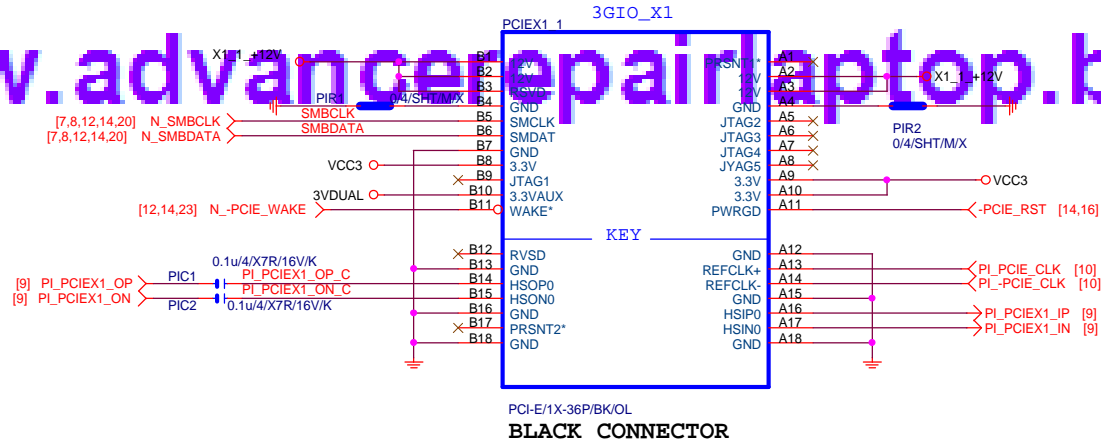 3GIO_X1
PCIEX1_1
v.advancerepairlaptop.k
X1_1_+12V
B1 12V
B2 12V
B3 RSVD
B4 GND
B5 SMCLK
B6 SMDAT
B7 GND
B8 3.3V
B9 JTAG1
B10 3.3VAUX
B11 WAKE*
PRSNT1* A1
12V A2
12V A3
GND A4
JTAG2 A5
JTAG3 A6
JTAG4 A7
JYAG5 A8
3.3V A9
3.3V A10
PWRGD A11
X1_1_+12V
PIR1 0/4/SHT/M/X
PIR2
0/4/SHT/M/X
[7,8,12,14,20] N_SMBCLK SMBCLK
[7,8,12,14,20] N_SMBDATA SMBDATA
VCC3
3VDUAL
[12,14,23] N_-PCIE_WAKE
VCC3
-PCIE_RST [14,16]
KEY
B12 RVSD
B13 GND
B14 HSOP0
B15 HSON0
B16 GND
B17 PRSNT2*
B18 GND
GND A12
REFCLK+ A13
REFCLK- A14
GND A15
HSIP0 A16
HSIN0 A17
GND A18
0.1u/4/X7R/16V/K
[9] PI_PCIEX1_OP PIC1 PI_PCIEX1_OP_C
[9] PI_PCIEX1_ON PIC2 PI_PCIEX1_ON_C
0.1u/4/X7R/16V/K
PI_PCIE_CLK [10]
PI_-PCIE_CLK [10]
PI_PCIEX1_IP [9]
PI_PCIEX1_IN [9]
PCI-E/1X-36P/BK/OL
BLACK CONNECTOR